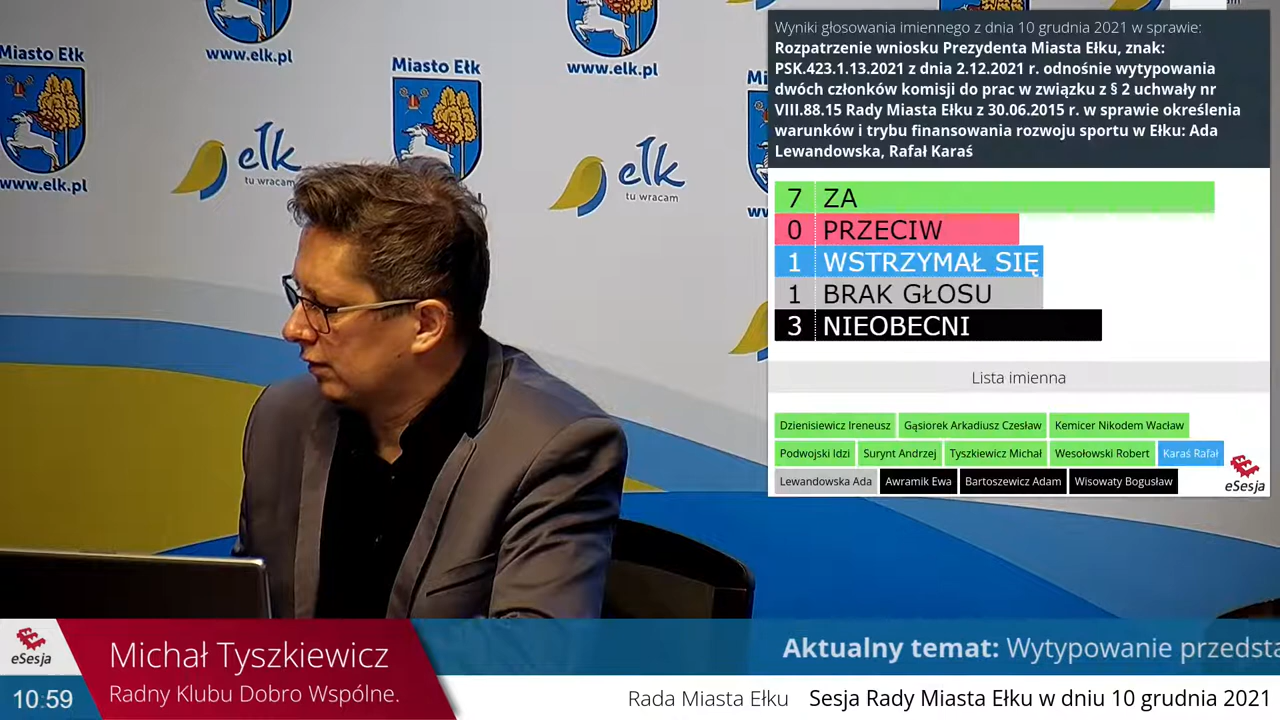 www.elk.pl
www.elk.pl
Miasto Ełk
Miasto Ełk
www.elk.pl
ełk
tu wracam
ełk
tu wracam
Wyniki głosowania imiennego z dnia 10 grudnia 2021 w sprawie:
Rozpatrzenie wniosku Prezydenta Miasta Ełku, znak:
PSK.423.1.13.2021 z dnia 2.12.2021 r. odnośnie wytypowania
dwóch członków komisji do prac w związku z § 2 uchwały nr
VIII.88.15 Rady Miasta Ełku z 30.06.2015 r. w sprawie określenia
warunków i trybu finansowania rozwoju sportu w Ełku: Ada
Lewandowska, Rafał Karaś
7 ZA
0 PRZECIW
1 WSTRZYMAŁ SIĘ
1 BRAK GŁOSU
3 NIEOBECNI
Lista imienna
Dzienisiewicz Ireneusz Gąsiorek Arkadiusz Czesław Kemicer Nikodem Wacław
Podwojski Idzi Surynt Andrzej Tyszkiewicz Michał Wesołowski Robert Karaś Rafał
Lewandowska Ada Awramik Ewa Bartoszewicz Adam Wisowaty Bogusław
eSesja
eSesja
10:59
Michał Tyszkiewicz
Radny Klubu Dobro Wspólne.
Aktualny temat: Wytypowanie przedsta
Rada Miasta Ełku Sesja Rady Miasta Ełku w dniu 10 grudnia 2021